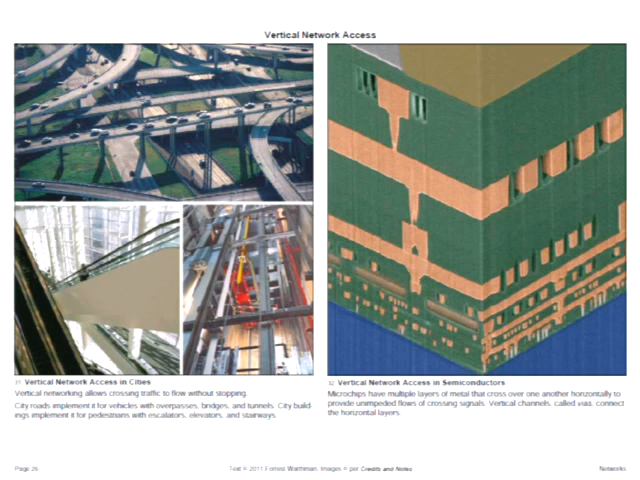 Vertical Network Access
31 Vertical Network Access in Cities
Vertical networking allows crossing traffic to flow without stopping.
City roads implement it for vehicles with overpasses, bridges, and tunnels. City build-
ings implement it for pedestrians with escalators, elevators, and stairways.
32 Vertical Network Access in Semiconductors
Microchips have multiple layers of metal that cross over one another horizontally to
provide unimpeded flows of crossing signals. Vertical channels, called vias, connect
the horizontal layers.
Page 26
Text © 2011 Forrest Warthman. Images © per Credits and Notes
Networks